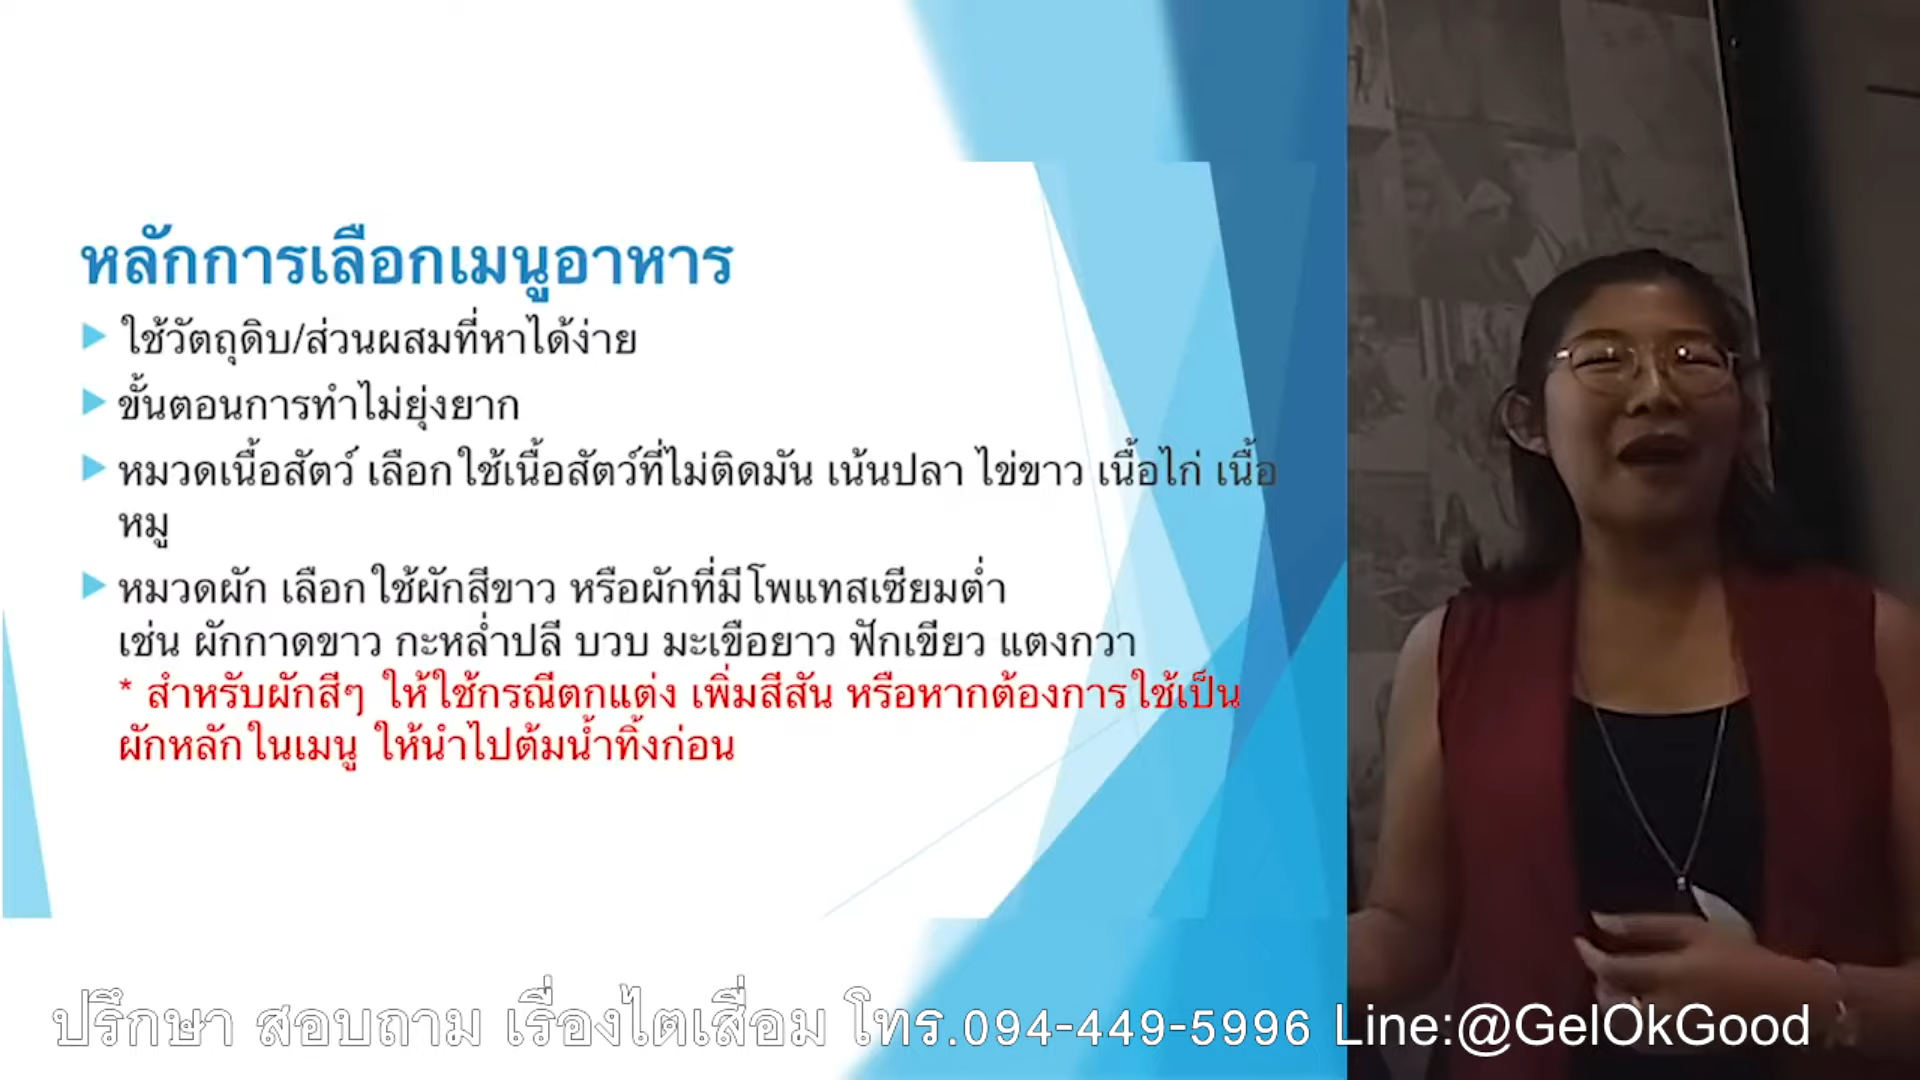 หลักการเลือกเมนูอาหาร
ใช้วัตถุดิบ/ส่วนผสมที่หาได้ง่าย
ขั้นตอนการทำไม่ยุ่งยาก
หมวดเนื้อสัตว์ เลือกใช้เนื้อสัตว์ที่ไม่ติดมัน เน้นปลา ไข่ขาว เนื้อไก่ เนื้อ
หมู
หมวดผัก เลือกใช้ผักสีขาว หรือผักที่มีโพแทสเซียมต่ำ
เช่น ผักกาดขาว กะหล่ำปลี บวบ มะเขือยาว ฟักเขียว แตงกวา
* สำหรับผักสีๆ ให้ใช้กรณีตกแต่ง เพิ่มสีสัน หรือหากต้องการใช้เป็น
ผักหลักในเมนู ให้นำไปต้มน้ำทิ้งก่อน
ปรึกษา สอบถาม เรื่องไตเสื่อม โทร.094-449-5996 Line:@GelOkGood